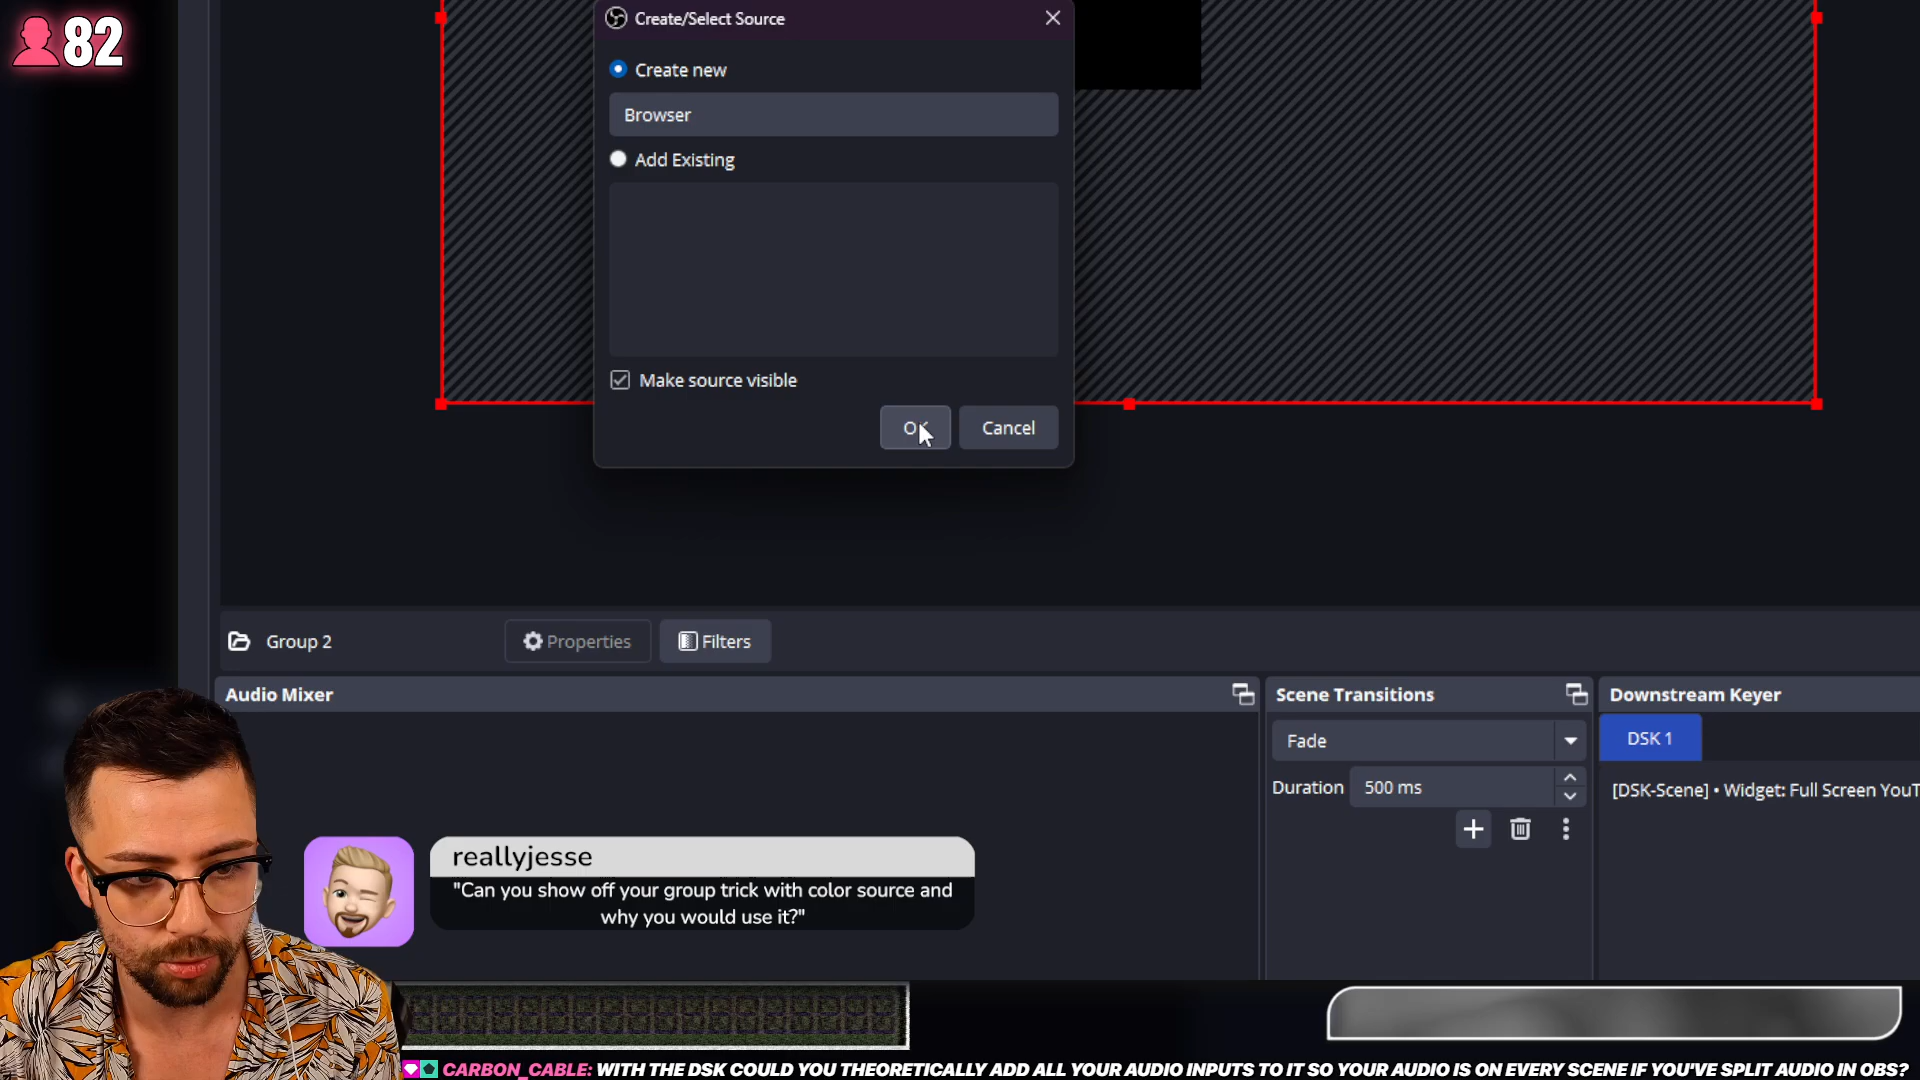 82
Create/Select Source
Create new
Browser
Add Existing
Make source visible
OK
Cancel
Group 2
Properties
Filters
Audio Mixer
Scene Transitions
Downstream Keyer
Fade
DSK 1
Duration
500 ms
[DSK-Scene] • Widget: Full Screen YouT
reallyjesse
"Can you show off your group trick with color source and
why you would use it?"
CARBON_CABLE: WITH THE DSK COULD YOU THEORETICALLY ADD ALL YOUR AUDIO INPUTS TO IT SO YOUR AUDIO IS ON EVERY SCENE IF YOU'VE SPLIT AUDIO IN OBS?